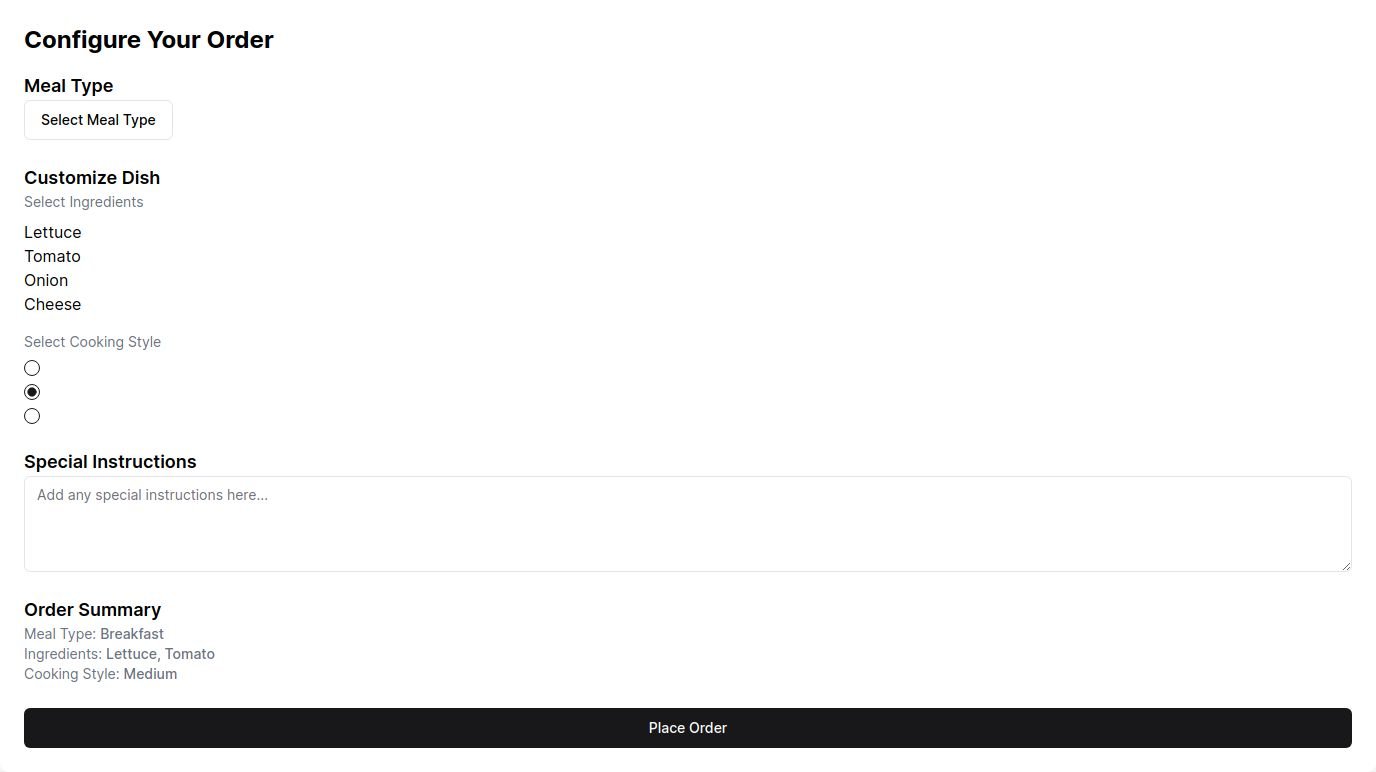 Configure Your Order
Meal Type
Select Meal Type
Customize Dish
Select Ingredients
Lettuce
Tomato
Onion
Cheese
Select Cooking Style
Special Instructions
Add any special instructions here...
Order Summary
Meal Type: Breakfast
Ingredients: Lettuce, Tomato
Cooking Style: Medium
Place Order